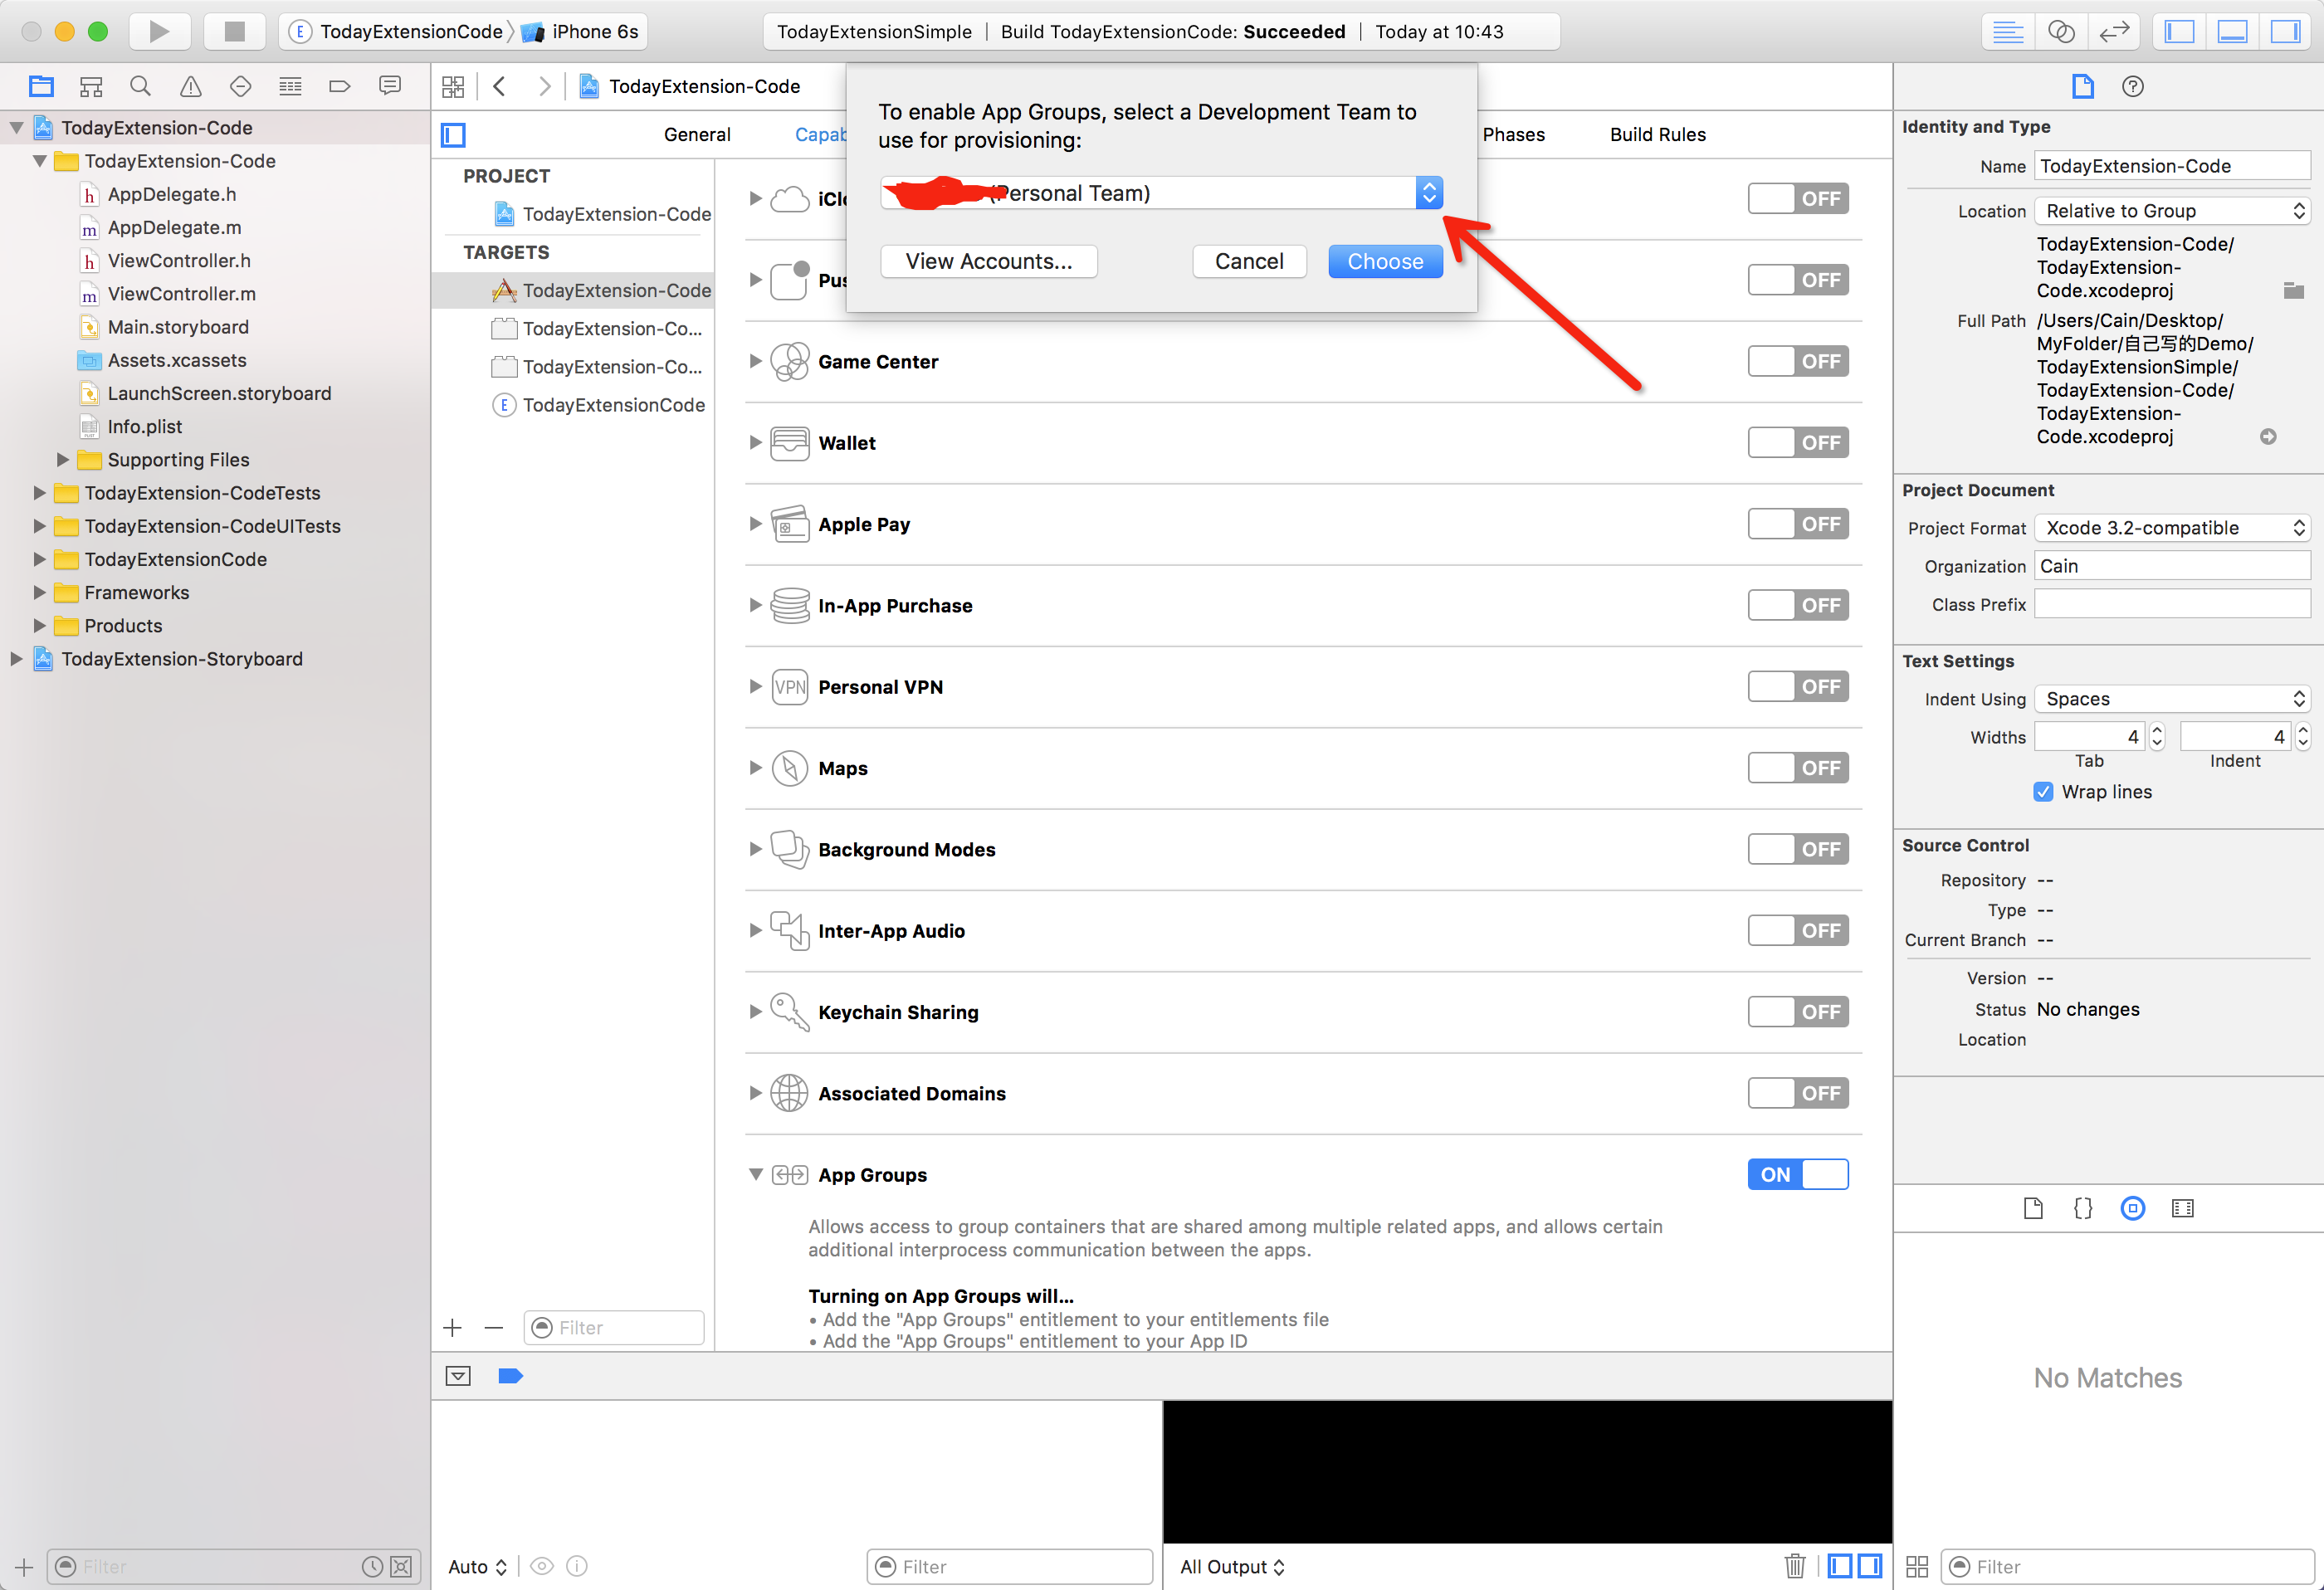 TodayExtensionCode
iPhone 6s
TodayExtensionSimple | Build TodayExtensionCode: Succeeded | Today at 10:43
TodayExtension-Code
TodayExtension-Code
AppDelegate.h
AppDelegate.m
ViewController.h
ViewController.m
Main.storyboard
Assets.xcassets
LaunchScreen.storyboard
Info.plist
Supporting Files
TodayExtension-CodeTests
TodayExtension-CodeUITests
TodayExtensionCode
Frameworks
Products
TodayExtension-Storyboard
Filter
TodayExtension-Code
General
Capab
Phases
Build Rules
PROJECT
TodayExtension-Code
TARGETS
TodayExtension-Code
TodayExtension-Co...
TodayExtension-Co...
TodayExtensionCode
Filter
To enable App Groups, select a Development Team to
use for provisioning:
(Personal Team)
View Accounts...
Cancel
Choose
iClo
OFF
Pus
OFF
Game Center
OFF
Wallet
OFF
Apple Pay
OFF
In-App Purchase
OFF
VPN
Personal VPN
OFF
Maps
OFF
Background Modes
OFF
Inter-App Audio
OFF
Keychain Sharing
OFF
Associated Domains
OFF
App Groups
ON
Allows access to group containers that are shared among multiple related apps, and allows certain
additional interprocess communication between the apps.
Turning on App Groups will...
• Add the "App Groups" entitlement to your entitlements file
• Add the "App Groups" entitlement to your App ID
Auto
Filter
All Output
Identity and Type
Name TodayExtension-Code
Location Relative to Group
TodayExtension-Code/
TodayExtension-
Code.xcodeproj
Full Path /Users/Cain/Desktop/
MyFolder/自己写的Demo/
TodayExtensionSimple/
TodayExtension-Code/
TodayExtension-
Code.xcodeproj
Project Document
Project Format Xcode 3.2-compatible
Organization Cain
Class Prefix
Text Settings
Indent Using Spaces
Widths 4 4
Tab Indent
Wrap lines
Source Control
Repository --
Type --
Current Branch --
Version --
Status No changes
Location
No Matches
Filter